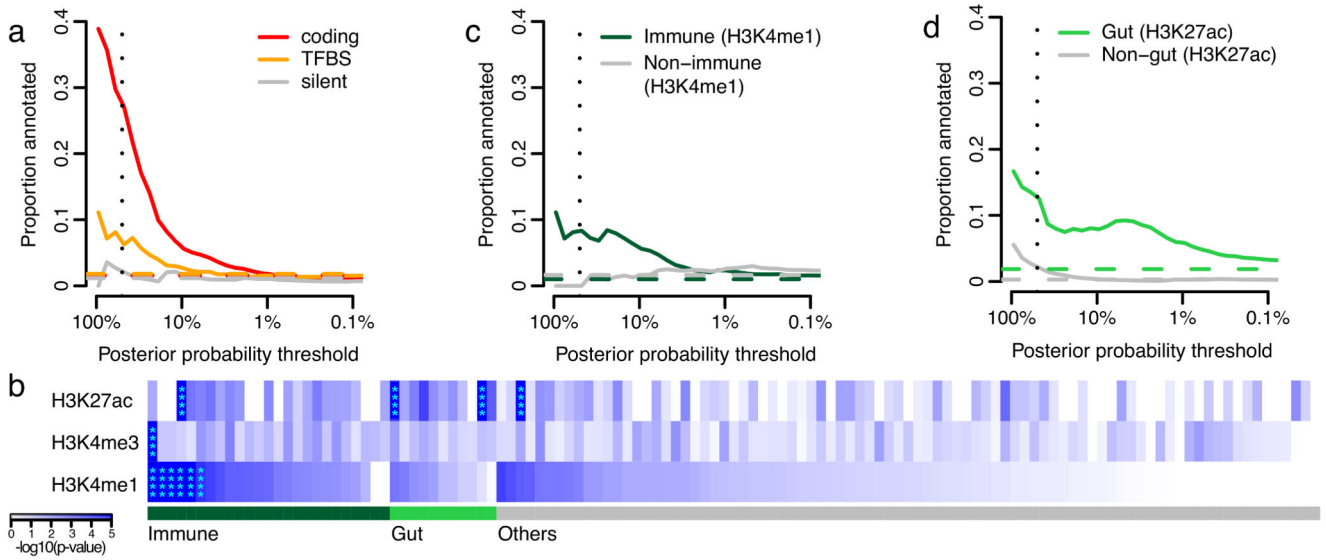 a
0.4
0.3
0.2
0.1
0
Proportion annotated
coding
TFBS
silent
100%
10%
1%
0.1%
Posterior probability threshold
c
0.4
0.3
0.2
0.1
0
Proportion annotated
Immune (H3K4me1)
Non−immune
(H3K4me1)
100%
10%
1%
0.1%
Posterior probability threshold
d
0.4
0.3
0.2
0.1
0
Proportion annotated
Gut (H3K27ac)
Non−gut (H3K27ac)
100%
10%
1%
0.1%
Posterior probability threshold
b
H3K27ac
H3K4me3
H3K4me1
0 1 2 3 4 5
-log10(p-value)
Immune
Gut
Others